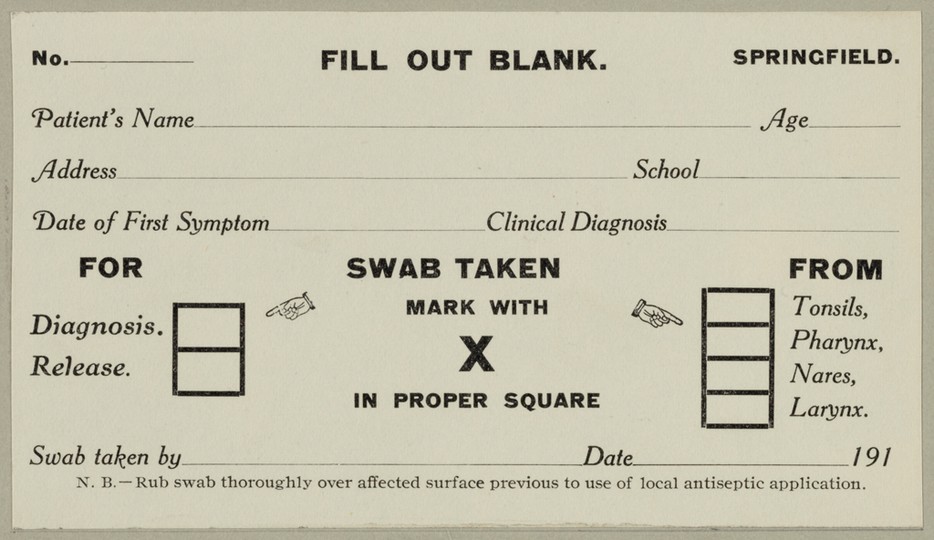 No. FILL OUT BLANK. SPRINGFIELD.
Patient's Name Age
Address School
Date of First Symptom Clinical Diagnosis
FOR SWAB TAKEN FROM
MARK WITH
Diagnosis.
Release.
X
IN PROPER SQUARE
Tonsils,
Pharynx,
Nares,
Larynx.
Swab taken by Date 191
N. B.—Rub swab thoroughly over affected surface previous to use of local antiseptic application.